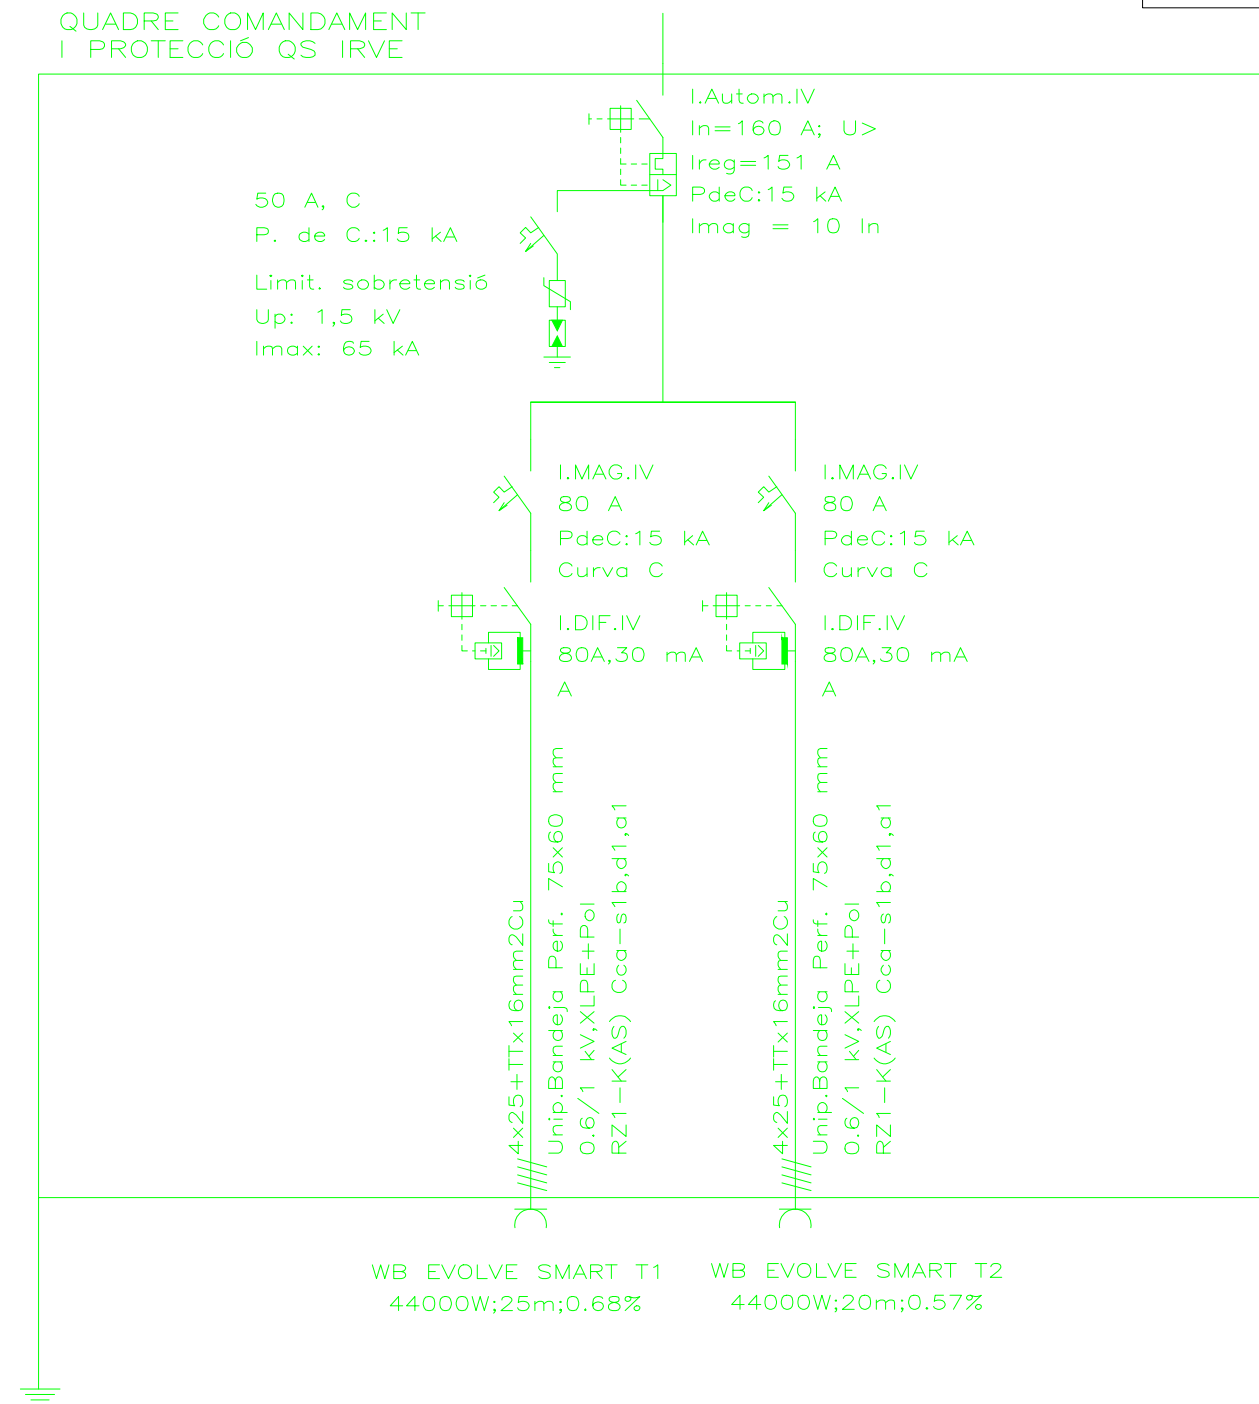 QUADRE COMANDAMENT
I PROTECCIÓ QS IRVE
I.Autom.IV
In=160 A; U>
Ireg=151 A
PdeC:15 kA
Imag = 10 In
50 A, C
P. de C.:15 kA
Limit. sobretensió
Up: 1,5 kV
Imax: 65 kA
I.MAG.IV
80 A
PdeC:15 kA
Curva C
I.DIF.IV
80A,30 mA
A
I.MAG.IV
80 A
PdeC:15 kA
Curva C
I.DIF.IV
80A,30 mA
A
4x25+TTx16mm2Cu
Unip.Bandeja Perf. 75x60 mm
0.6/1 kV,XLPE+Pol
RZ1-K(AS) Cca-s1b,d1,a1
4x25+TTx16mm2Cu
Unip.Bandeja Perf. 75x60 mm
0.6/1 kV,XLPE+Pol
RZ1-K(AS) Cca-s1b,d1,a1
WB EVOLVE SMART T1
44000W;25m;0.68%
WB EVOLVE SMART T2
44000W;20m;0.57%